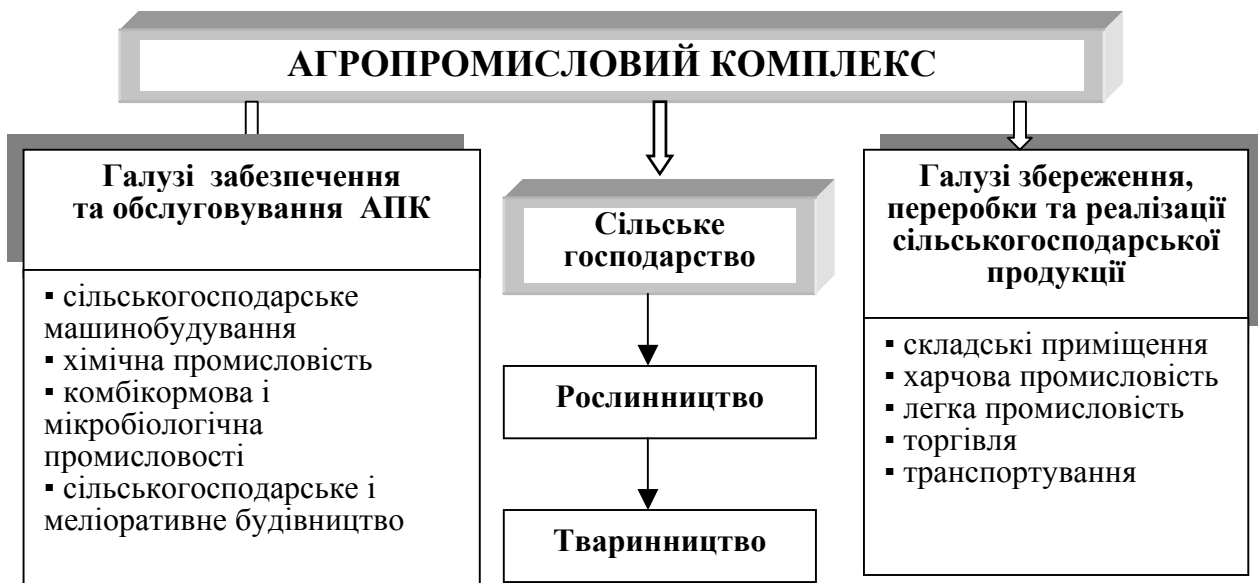 АГРОПРОМИСЛОВИЙ КОМПЛЕКС
Галузі забезпечення
та обслуговування АПК
▪ сільськогосподарське
машинобудування
▪ хімічна промисловість
▪ комбікормова і
мікробіологічна
промисловості
▪ сільськогосподарське і
меліоративне будівництво
Сільське
господарство
Рослинництво
Тваринництво
Галузі збереження,
переробки та реалізації
сільськогосподарської
продукції
▪ складські приміщення
▪ харчова промисловість
▪ легка промисловість
▪ торгівля
▪ транспортування